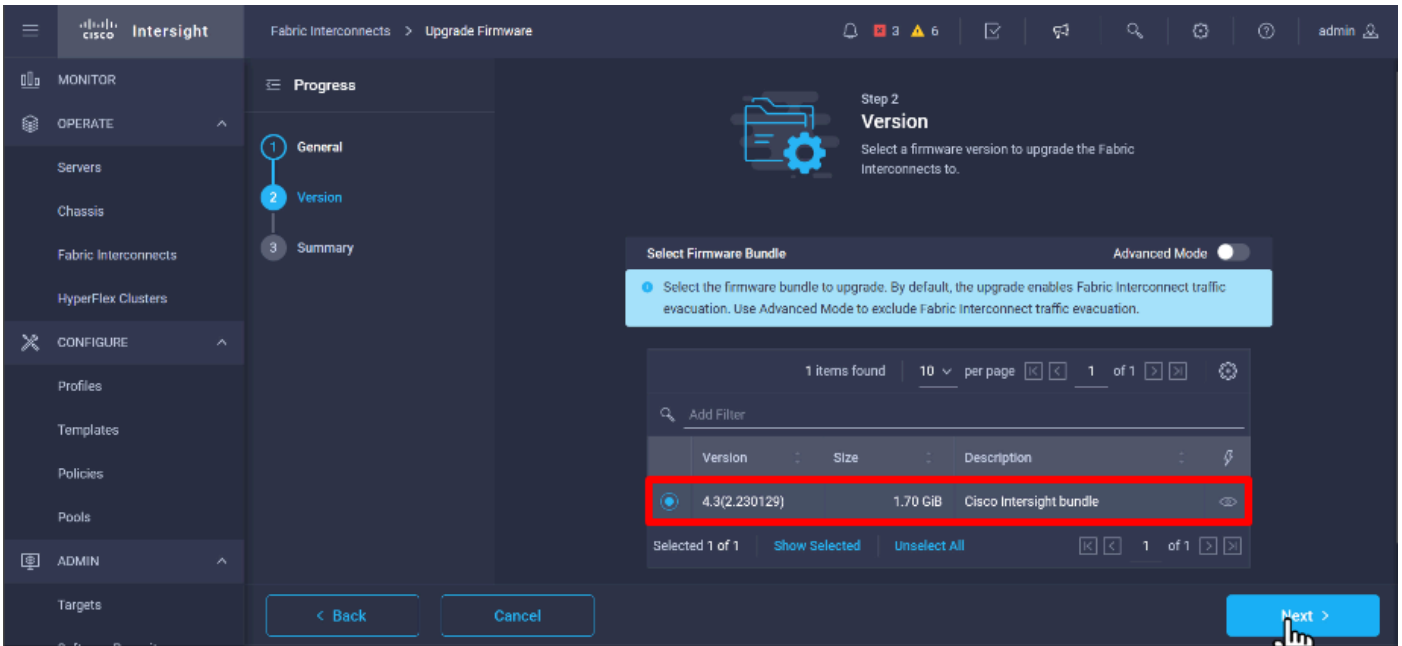 cisco Intersight
Fabric Interconnects > Upgrade Firmware
3 6
admin
MONITOR
OPERATE
Servers
Chassis
Fabric Interconnects
HyperFlex Clusters
CONFIGURE
Profiles
Templates
Policies
Pools
ADMIN
Targets
Progress
1 General
2 Version
3 Summary
Step 2
Version
Select a firmware version to upgrade the Fabric
Interconnects to.
Select Firmware Bundle Advanced Mode
Select the firmware bundle to upgrade. By default, the upgrade enables Fabric Interconnect traffic
evacuation. Use Advanced Mode to exclude Fabric Interconnect traffic evacuation.
1 items found 10 per page 1 of 1
Add Filter
Version Size Description
4.3(2.230129) 1.70 GiB Cisco Intersight bundle
Selected 1 of 1 Show Selected Unselect All 1 of 1
< Back Cancel Next >